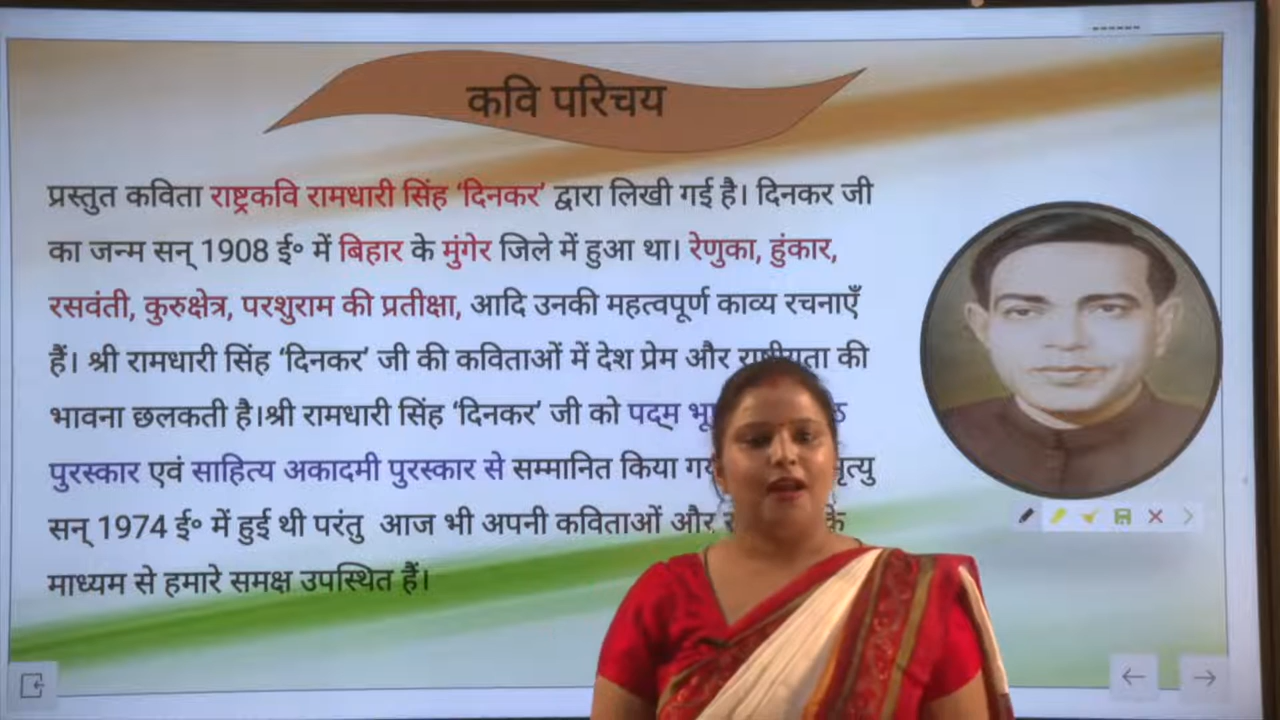 कवि परिचय
प्रस्तुत कविता राष्ट्रकवि रामधारी सिंह ‘दिनकर’ द्वारा लिखी गई है। दिनकर जी
का जन्म सन् 1908 ई॰ में बिहार के मुंगेर जिले में हुआ था। रेणुका, हुंकार,
रसवंती, कुरुक्षेत्र, परशुराम की प्रतीक्षा, आदि उनकी महत्वपूर्ण काव्य रचनाएँ
हैं। श्री रामधारी सिंह ‘दिनकर’ जी की कविताओं में देश प्रेम और की
भावना छलकती है।श्री रामधारी सिंह ‘दिनकर’ जी को पद्म
पुरस्कार एवं साहित्य अकादमी पुरस्कार से सम्मानित किया
सन् 1974 ई॰ में हुई थी परंतु आज भी अपनी कविताओं और के
माध्यम से हमारे समक्ष उपस्थित हैं।